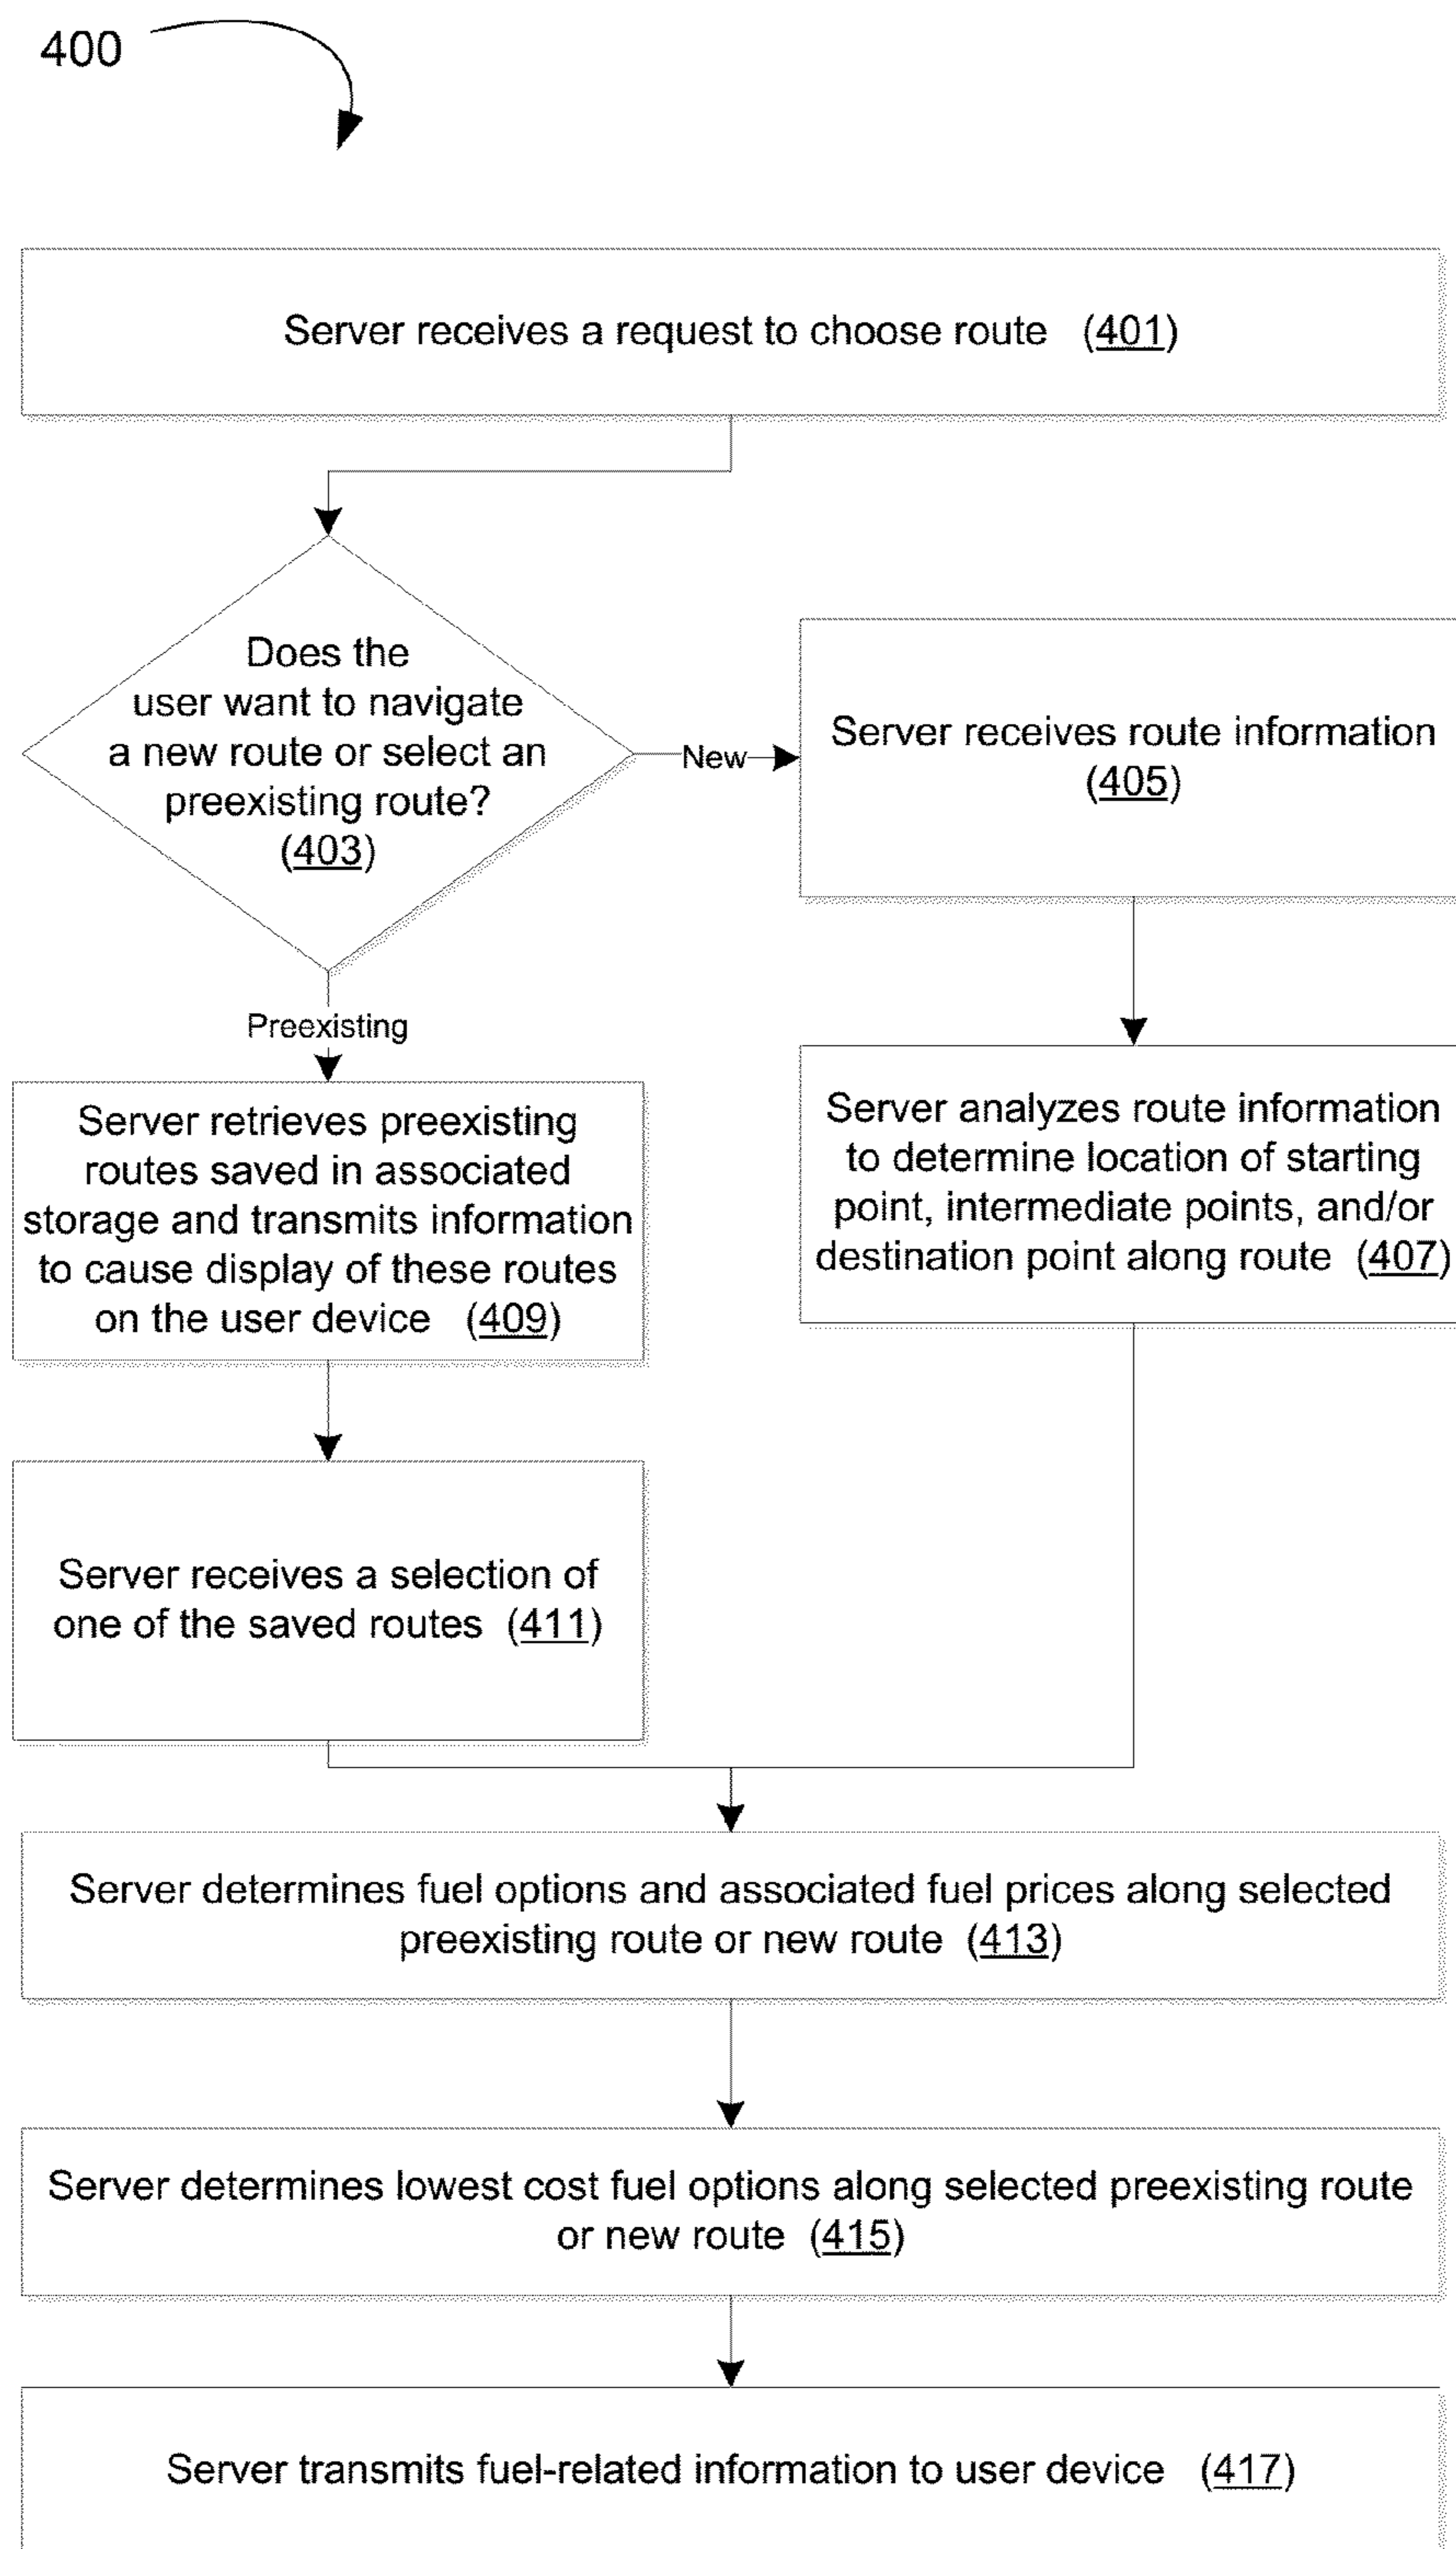 400
Server receives a request to choose route (401)
Does the
user want to navigate
a new route or select an
preexisting route?
(403)
New
Server receives route information
(405)
Preexisting
Server retrieves preexisting
routes saved in associated
storage and transmits information
to cause display of these routes
on the user device (409)
Server analyzes route information
to determine location of starting
point, intermediate points, and/or
destination point along route (407)
Server receives a selection of
one of the saved routes (411)
Server determines fuel options and associated fuel prices along selected
preexisting route or new route (413)
Server determines lowest cost fuel options along selected preexisting route
or new route (415)
Server transmits fuel-related information to user device (417)